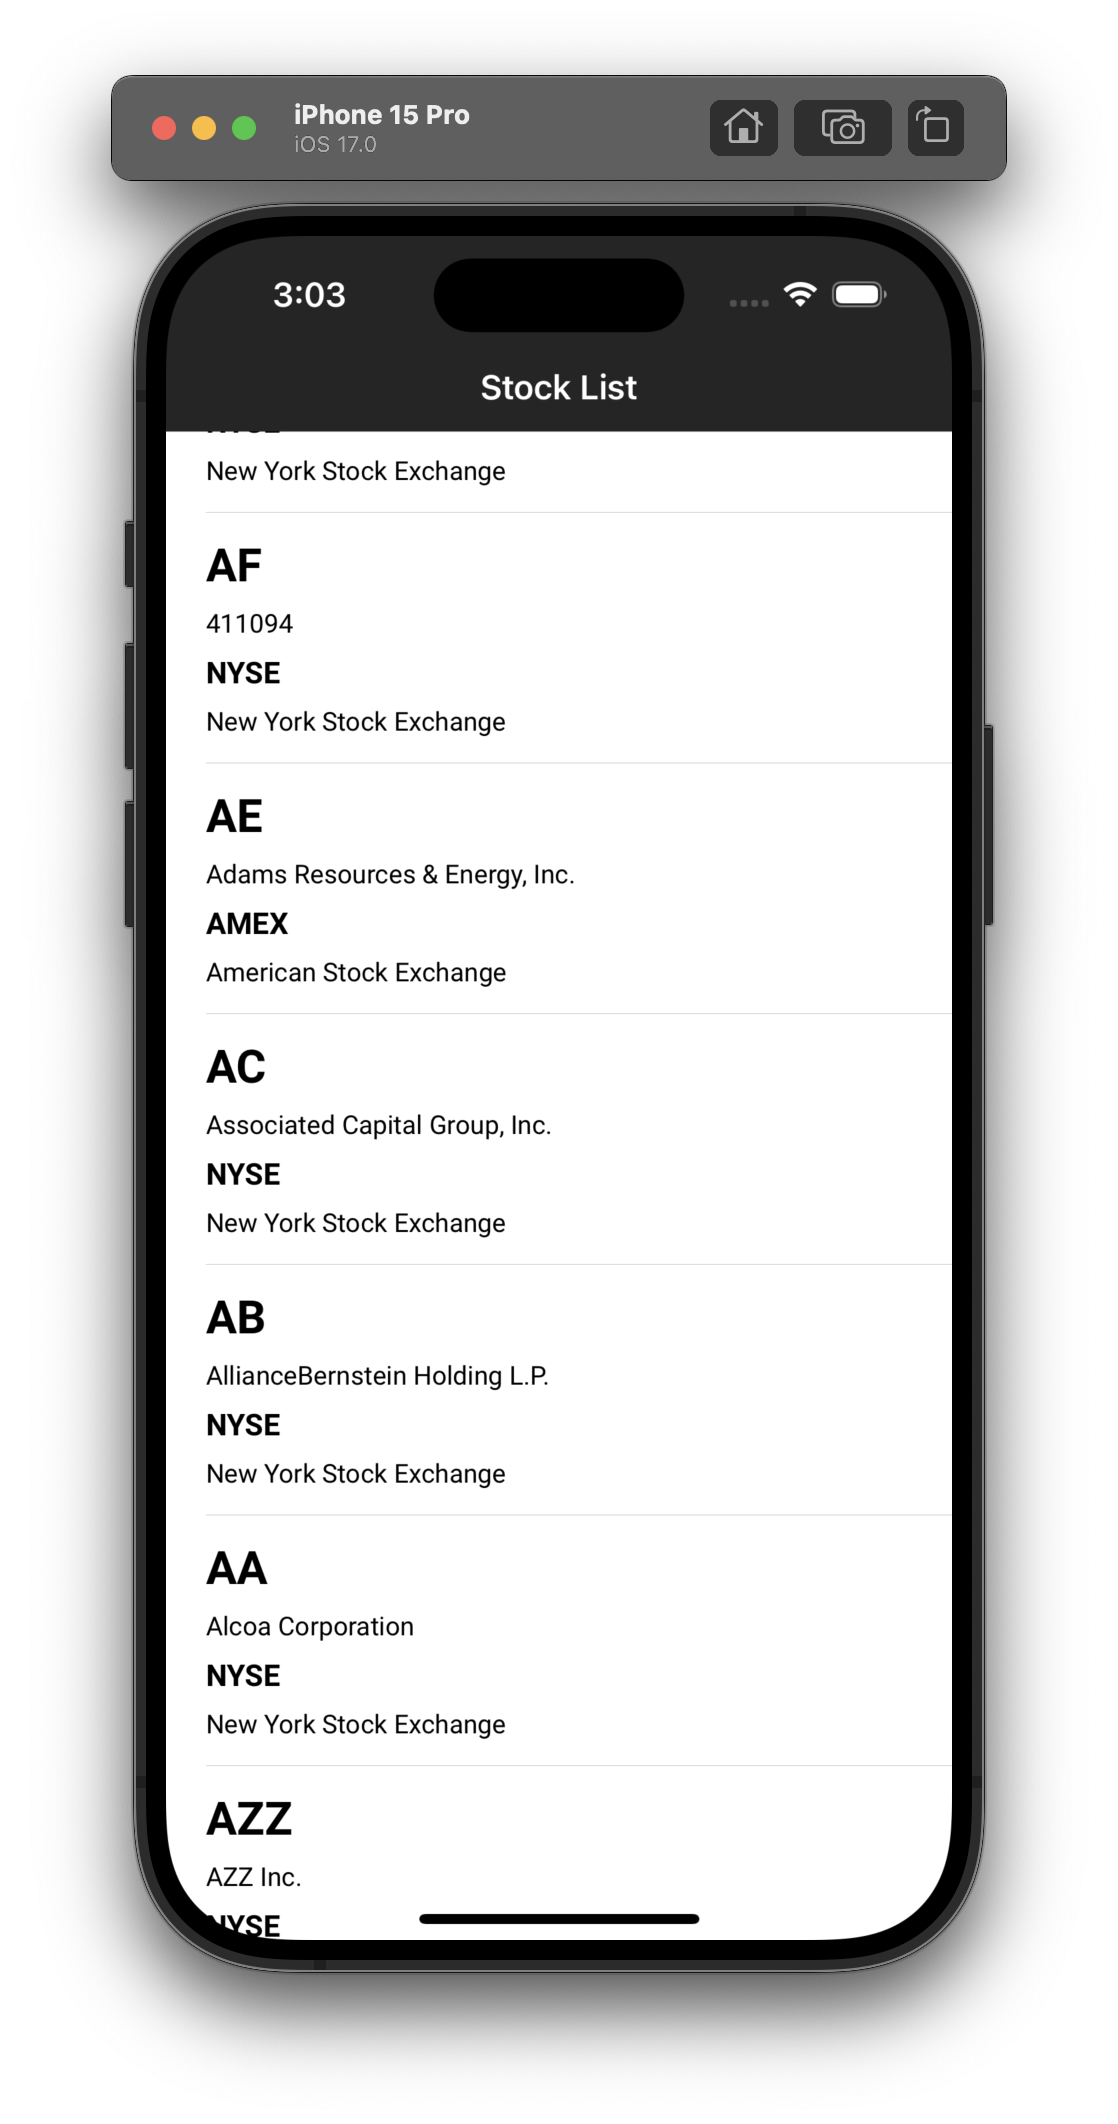 iPhone 15 Pro
iOS 17.0
3:03
Stock List
NYSE
New York Stock Exchange
AF
411094
NYSE
New York Stock Exchange
AE
Adams Resources & Energy, Inc.
AMEX
American Stock Exchange
AC
Associated Capital Group, Inc.
NYSE
New York Stock Exchange
AB
AllianceBernstein Holding L.P.
NYSE
New York Stock Exchange
AA
Alcoa Corporation
NYSE
New York Stock Exchange
AZZ
AZZ Inc.
NYSE